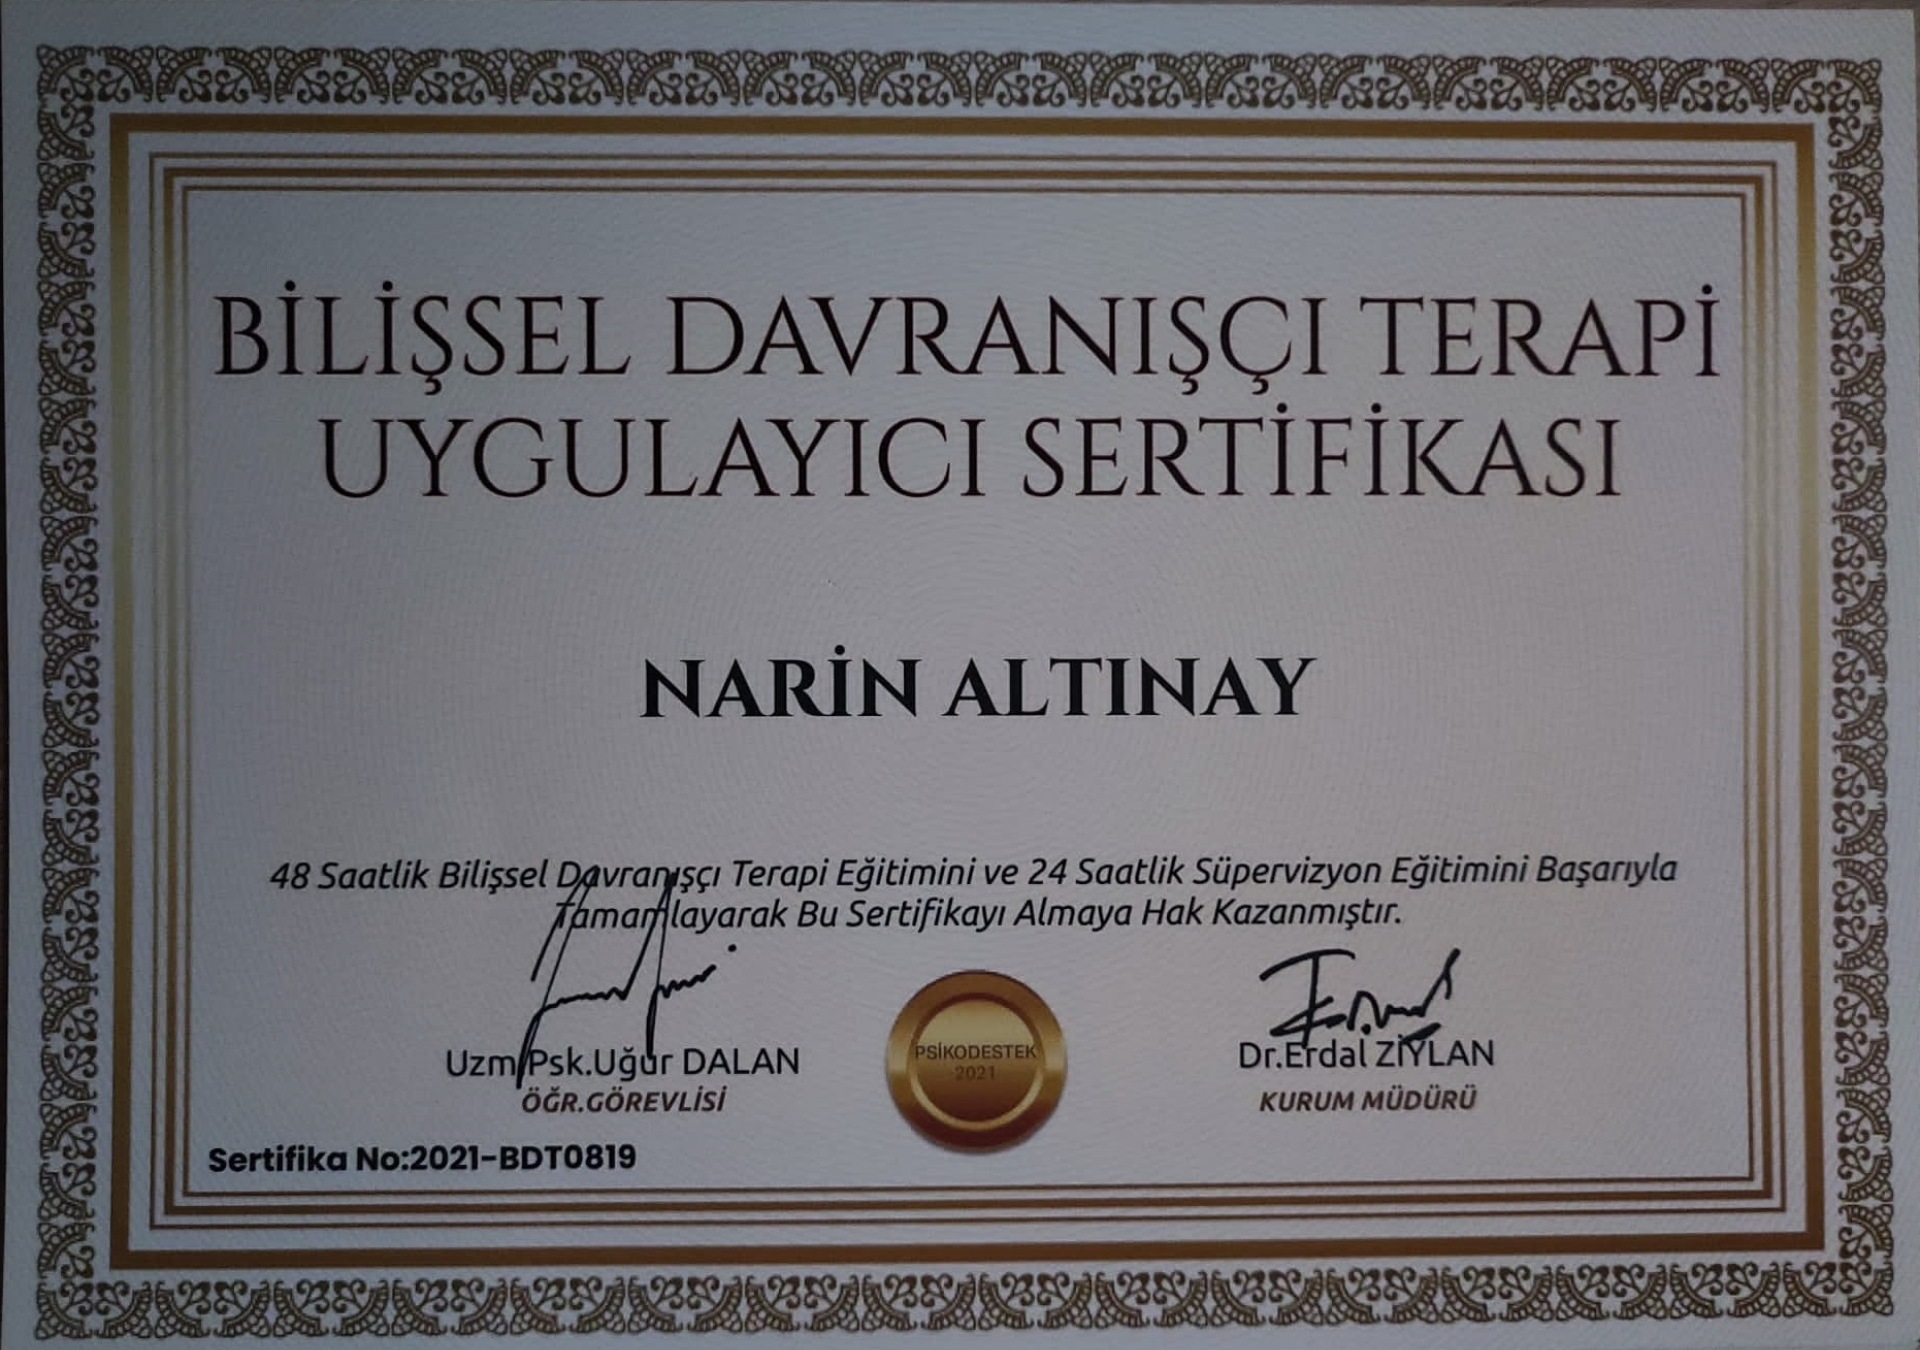 BİLİŞSEL DAVRANIŞÇI TERAPİ
UYGULAYICI SERTİFİKASI
NARİN ALTINAY
48 Saatlik Bilişsel Davranışçı Terapi Eğitimini ve 24 Saatlik Süpervizyon Eğitimini Başarıyla
Tamamlayarak Bu Sertifikayı Almaya Hak Kazanmıştır.
Uzm.Psk.Uğur DALAN
ÖĞR.GÖREVLİSİ
PSİKODESTEK
2021
Dr.Erdal ZİYLAN
KURUM MÜDÜRÜ
Sertifika No:2021-BDT0819